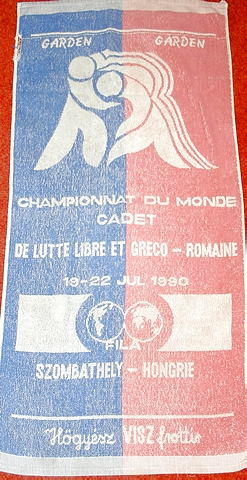 GARDEN GARDEN
CHAMPIONNAT DU MONDE
CADET
DE LUTTE LIBRE ET GRECO - ROMAINE
19-22 JUL 1990
FILA
SZOMBATHELY - HONGRIE
Hőgyész VISZ frottír